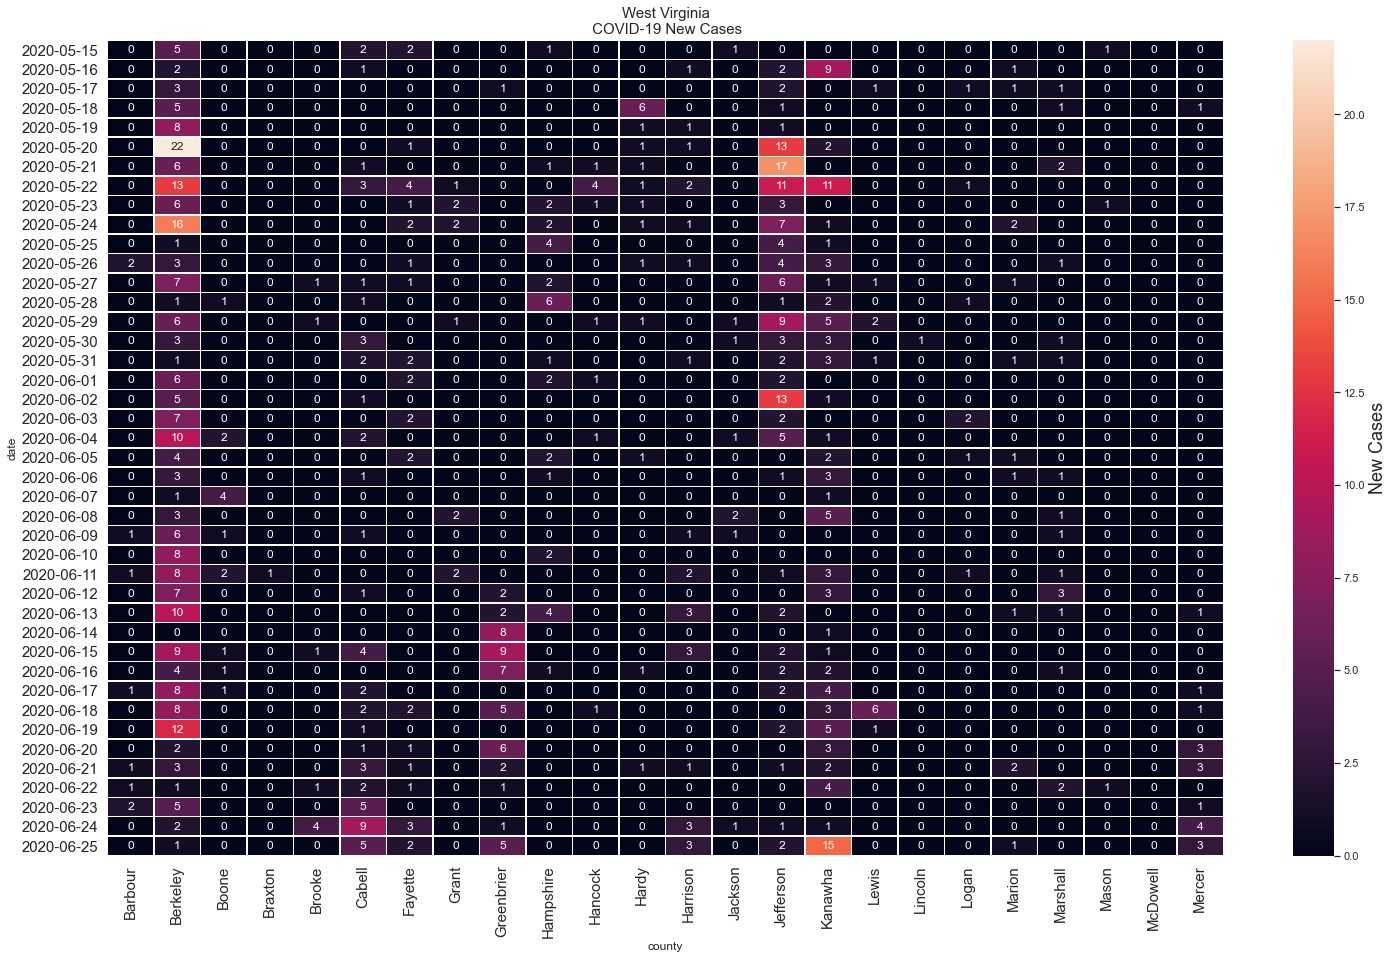 West Virginia
COVID-19 New Cases
date
2020-05-15 0 5 0 0 0 2 2 0 0 1 0 0 0 1 0 0 0 0 0 0 0 1 0 0
2020-05-16 0 2 0 0 0 1 0 0 0 0 0 0 1 0 2 9 0 0 0 1 0 0 0 0
2020-05-17 0 3 0 0 0 0 0 0 1 0 0 0 0 0 2 0 1 0 1 1 1 0 0 0
2020-05-18 0 5 0 0 0 0 0 0 0 0 0 6 0 0 1 0 0 0 0 0 1 0 0 1
2020-05-19 0 8 0 0 0 0 0 0 0 0 0 1 1 0 1 0 0 0 0 0 0 0 0 0
2020-05-20 0 22 0 0 0 0 1 0 0 0 0 1 1 0 13 2 0 0 0 0 0 0 0 0
2020-05-21 0 6 0 0 0 1 0 0 0 1 1 1 0 0 17 0 0 0 0 0 2 0 0 0
2020-05-22 0 13 0 0 0 3 4 1 0 0 4 1 2 0 11 11 0 0 1 0 0 0 0 0
2020-05-23 0 6 0 0 0 0 1 2 0 2 1 1 0 0 3 0 0 0 0 0 0 1 0 0
2020-05-24 0 16 0 0 0 0 2 2 0 2 0 1 1 0 7 1 0 0 0 2 0 0 0 0
2020-05-25 0 1 0 0 0 0 0 0 0 4 0 0 0 0 4 1 0 0 0 0 0 0 0 0
2020-05-26 2 3 0 0 0 0 1 0 0 0 0 1 1 0 4 3 0 0 0 0 1 0 0 0
2020-05-27 0 7 0 0 1 1 1 0 0 2 0 0 0 0 6 1 1 0 0 1 0 0 0 0
2020-05-28 0 1 1 0 0 1 0 0 0 6 0 0 0 0 1 2 0 0 1 0 0 0 0 0
2020-05-29 0 6 0 0 1 0 0 1 0 0 1 1 0 1 9 5 2 0 0 0 0 0 0 0
2020-05-30 0 3 0 0 0 3 0 0 0 0 0 0 0 1 3 3 0 1 0 0 1 0 0 0
2020-05-31 0 1 0 0 0 2 2 0 0 1 0 0 1 0 2 3 1 0 0 1 1 0 0 0
2020-06-01 0 6 0 0 0 0 2 0 0 2 1 0 0 0 2 0 0 0 0 0 0 0 0 0
2020-06-02 0 5 0 0 0 1 0 0 0 0 0 0 0 0 13 1 0 0 0 0 0 0 0 0
2020-06-03 0 7 0 0 0 0 2 0 0 0 0 0 0 0 2 0 0 0 2 0 0 0 0 0
2020-06-04 0 10 2 0 0 2 0 0 0 0 1 0 0 1 5 1 0 0 0 0 0 0 0 0
2020-06-05 0 4 0 0 0 0 2 0 0 2 0 1 0 0 0 2 0 0 1 1 0 0 0 0
2020-06-06 0 3 0 0 0 1 0 0 0 1 0 0 0 0 1 3 0 0 0 1 1 0 0 0
2020-06-07 0 1 4 0 0 0 0 0 0 0 0 0 0 0 0 1 0 0 0 0 0 0 0 0
2020-06-08 0 3 0 0 0 0 0 2 0 0 0 0 0 2 0 5 0 0 0 0 1 0 0 0
2020-06-09 1 6 1 0 0 1 0 0 0 0 0 0 1 1 0 0 0 0 0 0 1 0 0 0
2020-06-10 0 8 0 0 0 0 0 0 0 2 0 0 0 0 0 0 0 0 0 0 0 0 0 0
2020-06-11 1 8 2 1 0 0 0 2 0 0 0 0 2 0 1 3 0 0 1 0 1 0 0 0
2020-06-12 0 7 0 0 0 1 0 0 2 0 0 0 0 0 0 3 0 0 0 0 3 0 0 0
2020-06-13 0 10 0 0 0 0 0 0 2 4 0 0 3 0 2 0 0 0 0 1 1 0 0 1
2020-06-14 0 0 0 0 0 0 0 0 8 0 0 0 0 0 0 1 0 0 0 0 0 0 0 0
2020-06-15 0 9 1 0 1 4 0 0 9 0 0 0 3 0 2 1 0 0 0 0 0 0 0 0
2020-06-16 0 4 1 0 0 0 0 0 7 1 0 1 0 0 2 2 0 0 0 0 1 0 0 0
2020-06-17 1 8 1 0 0 2 0 0 0 0 0 0 0 0 2 4 0 0 0 0 0 0 0 1
2020-06-18 0 8 0 0 0 2 2 0 5 0 1 0 0 0 0 3 6 0 0 0 0 0 0 1
2020-06-19 0 12 0 0 0 1 0 0 0 0 0 0 0 0 2 5 1 0 0 0 0 0 0 0
2020-06-20 0 2 0 0 0 1 1 0 6 0 0 0 0 0 0 3 0 0 0 0 0 0 0 3
2020-06-21 1 3 0 0 0 3 1 0 2 0 0 1 1 0 1 2 0 0 0 2 0 0 0 3
2020-06-22 1 1 0 0 1 2 1 0 1 0 0 0 0 0 0 4 0 0 0 0 2 1 0 0
2020-06-23 2 5 0 0 0 5 0 0 0 0 0 0 0 0 0 0 0 0 0 0 0 0 0 1
2020-06-24 0 2 0 0 4 9 3 0 1 0 0 0 3 1 1 1 0 0 0 0 0 0 0 4
2020-06-25 0 1 0 0 0 5 2 0 5 0 0 0 3 0 2 15 0 0 0 1 0 0 0 3
Barbour Berkeley Boone Braxton Brooke Cabell Fayette Grant Greenbrier Hampshire Hancock Hardy Harrison Jackson Jefferson Kanawha Lewis Lincoln Logan Marion Marshall Mason McDowell Mercer
county
20.0
17.5
15.0
12.5
10.0
7.5
5.0
2.5
0.0
New Cases